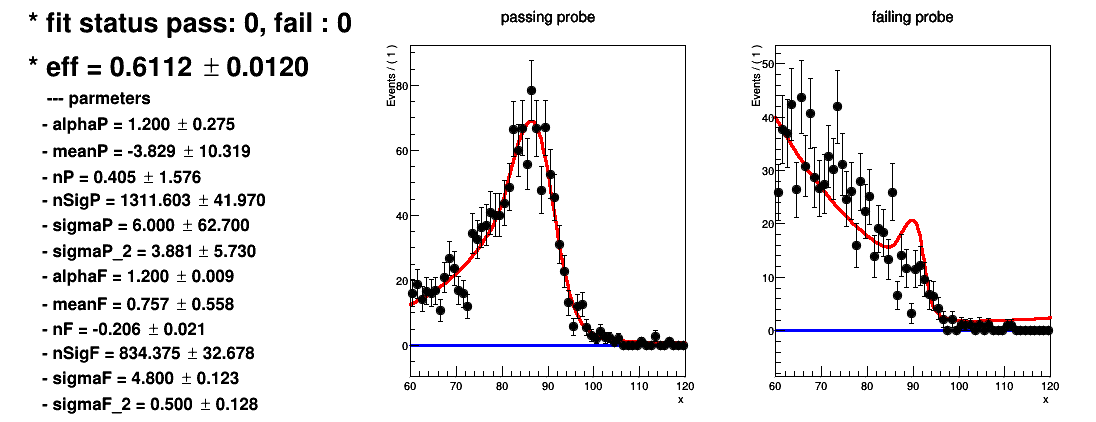 * fit status pass: 0, fail : 0
* eff = 0.6112 ± 0.0120
--- parmeters
- alphaP = 1.200 ± 0.275
- meanP = -3.829 ± 10.319
- nP = 0.405 ± 1.576
- nSigP = 1311.603 ± 41.970
- sigmaP = 6.000 ± 62.700
- sigmaP_2 = 3.881 ± 5.730
- alphaF = 1.200 ± 0.009
- meanF = 0.757 ± 0.558
- nF = -0.206 ± 0.021
- nSigF = 834.375 ± 32.678
- sigmaF = 4.800 ± 0.123
- sigmaF_2 = 0.500 ± 0.128
passing probe
Events / ( 1 )
80
60
40
20
0
60 70 80 90 100 110 120
x
failing probe
Events / ( 1 )
50
40
30
20
10
0
60 70 80 90 100 110 120
x